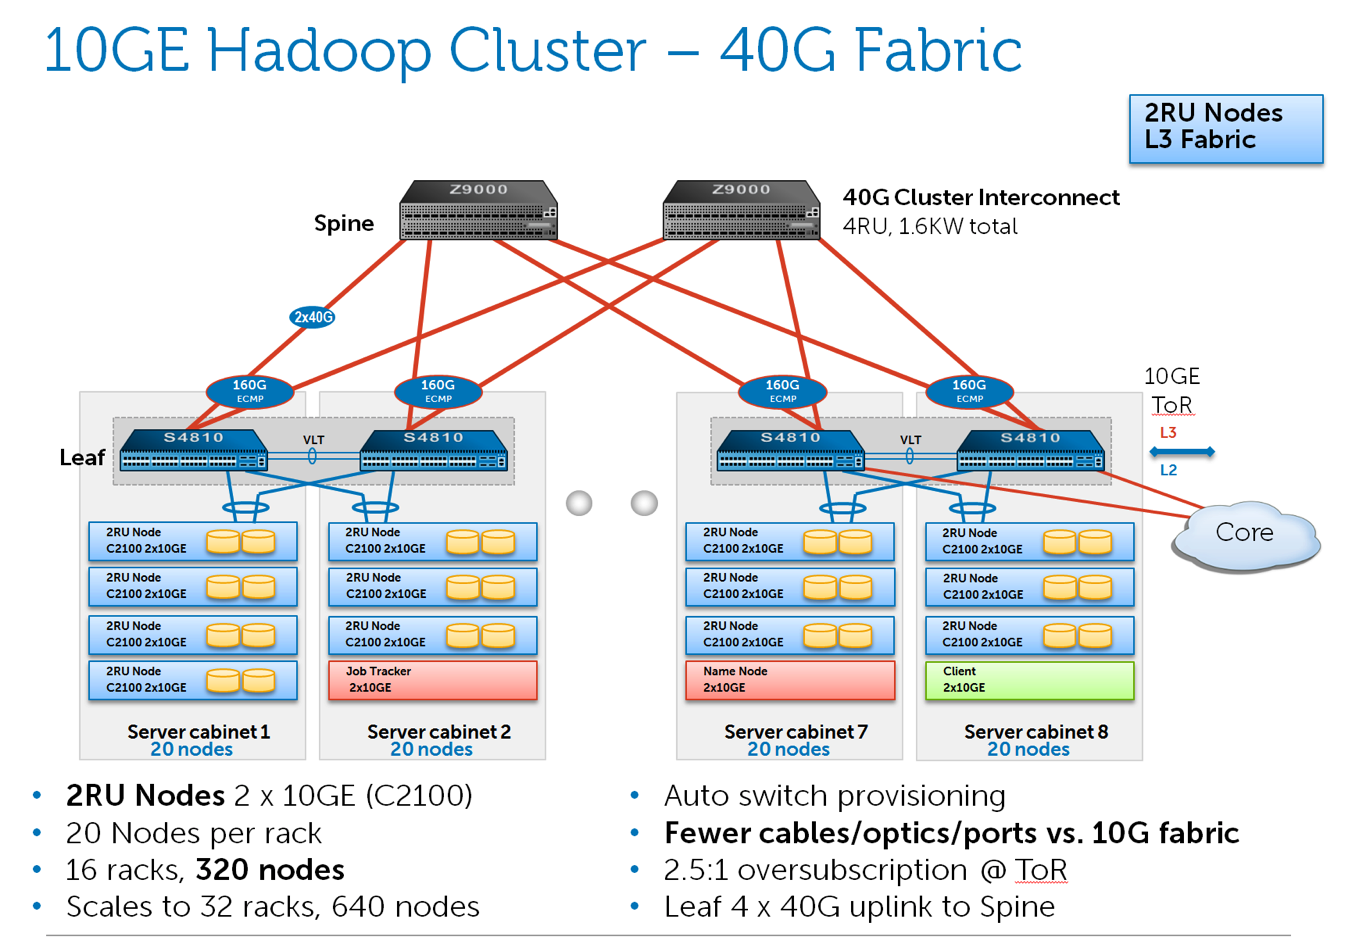 10GE Hadoop Cluster – 40G Fabric
2RU Nodes
L3 Fabric
Z9000
Z9000
Spine
40G Cluster Interconnect
4RU, 1.6KW total
2x40G
160G
ECMP
160G
ECMP
160G
ECMP
160G
ECMP
10GE
ToR
L3
L2
Leaf
S4810
VLT
S4810
S4810
VLT
S4810
Core
2RU Node
C2100 2x10GE
2RU Node
C2100 2x10GE
2RU Node
C2100 2x10GE
2RU Node
C2100 2x10GE
Server cabinet 1
20 nodes
2RU Node
C2100 2x10GE
2RU Node
C2100 2x10GE
2RU Node
C2100 2x10GE
Job Tracker
2x10GE
Server cabinet 2
20 nodes
2RU Node
C2100 2x10GE
2RU Node
C2100 2x10GE
2RU Node
C2100 2x10GE
Name Node
2x10GE
Server cabinet 7
20 nodes
2RU Node
C2100 2x10GE
2RU Node
C2100 2x10GE
2RU Node
C2100 2x10GE
Client
2x10GE
Server cabinet 8
20 nodes
• 2RU Nodes 2 x 10GE (C2100)
• 20 Nodes per rack
• 16 racks, 320 nodes
• Scales to 32 racks, 640 nodes
• Auto switch provisioning
• Fewer cables/optics/ports vs. 10G fabric
• 2.5:1 oversubscription @ ToR
• Leaf 4 x 40G uplink to Spine